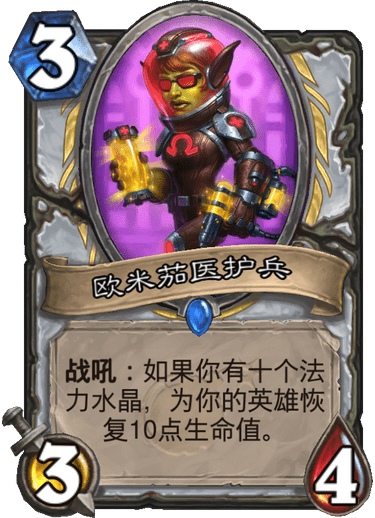 3
欧米茄医护兵
战吼：如果你有十个法
力水晶，为你的英雄恢
复10点生命值。
3
4